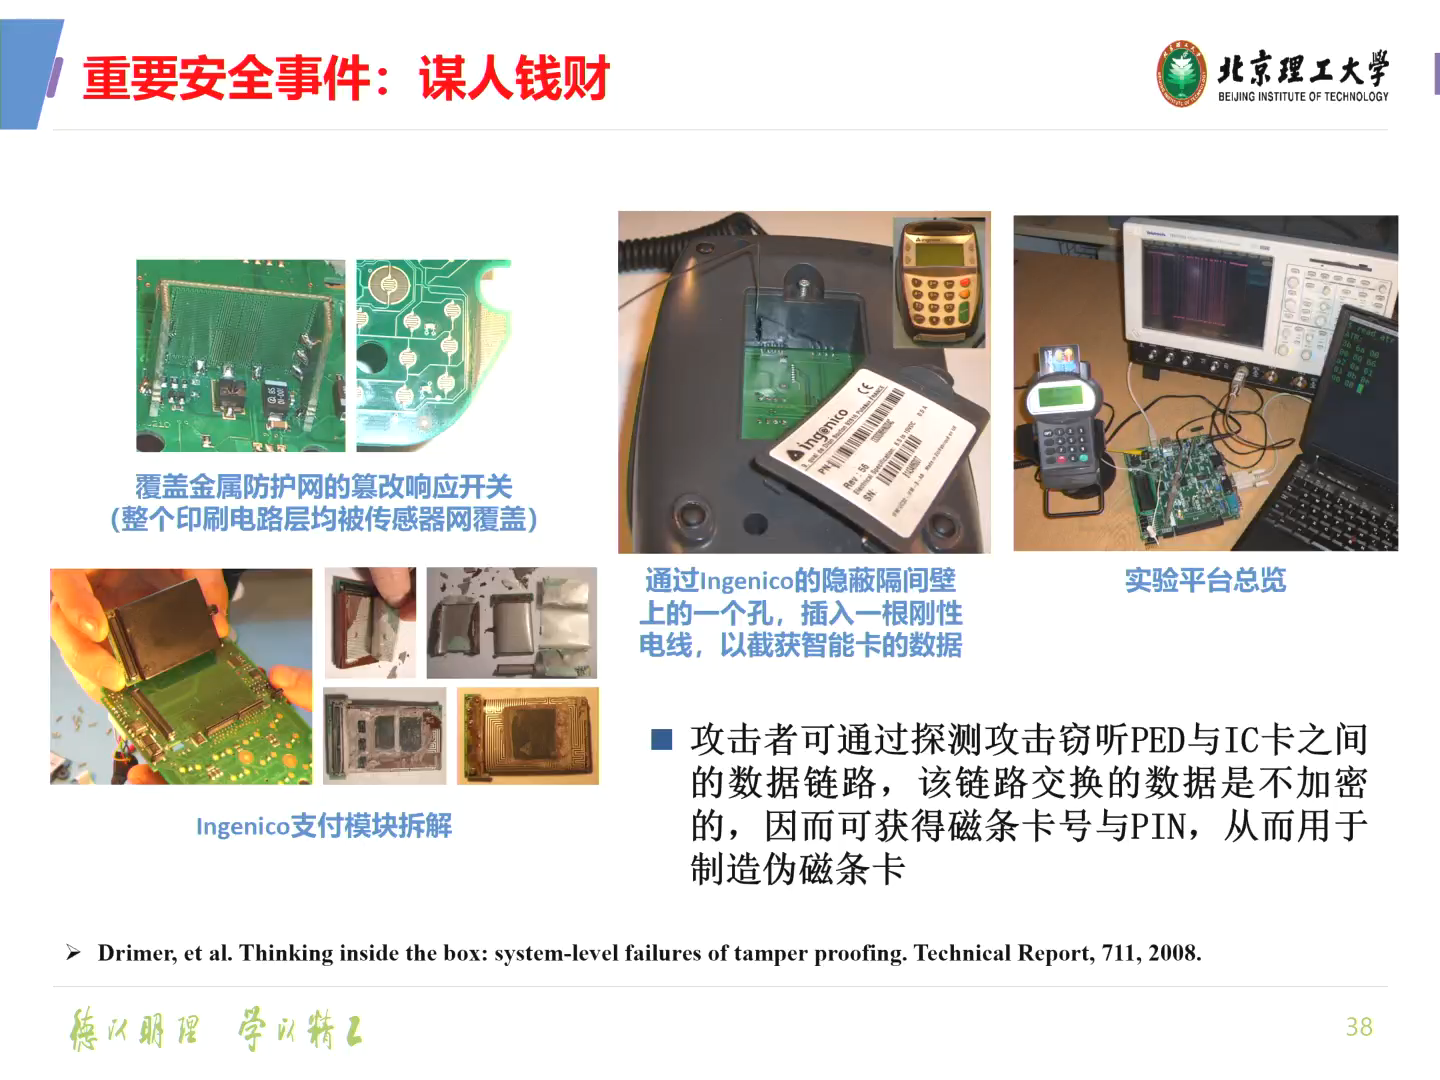 重要安全事件：谋人钱财
北京理工大学
BEIJING INSTITUTE OF TECHNOLOGY
覆盖金属防护网的篡改响应开关
（整个印刷电路层均被传感器网覆盖）
ingenico
Rev : 56
SN:
通过Ingenico的隐蔽隔间壁
上的一个孔，插入一根刚性
电线，以截获智能卡的数据
实验平台总览
Ingenico支付模块拆解
攻击者可通过探测攻击窃听PED与IC卡之间
的数据链路，该链路交换的数据是不加密
的，因而可获得磁条卡号与PIN，从而用于
制造伪磁条卡
Drimer, et al. Thinking inside the box: system-level failures of tamper proofing. Technical Report, 711, 2008.
德以明理 学以精工
38